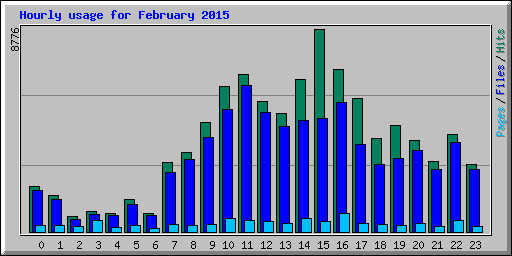 Hourly usage for February 2015
8776
Pages/Files/Hits
0 1 2 3 4 5 6 7 8 9 10 11 12 13 14 15 16 17 18 19 20 21 22 23